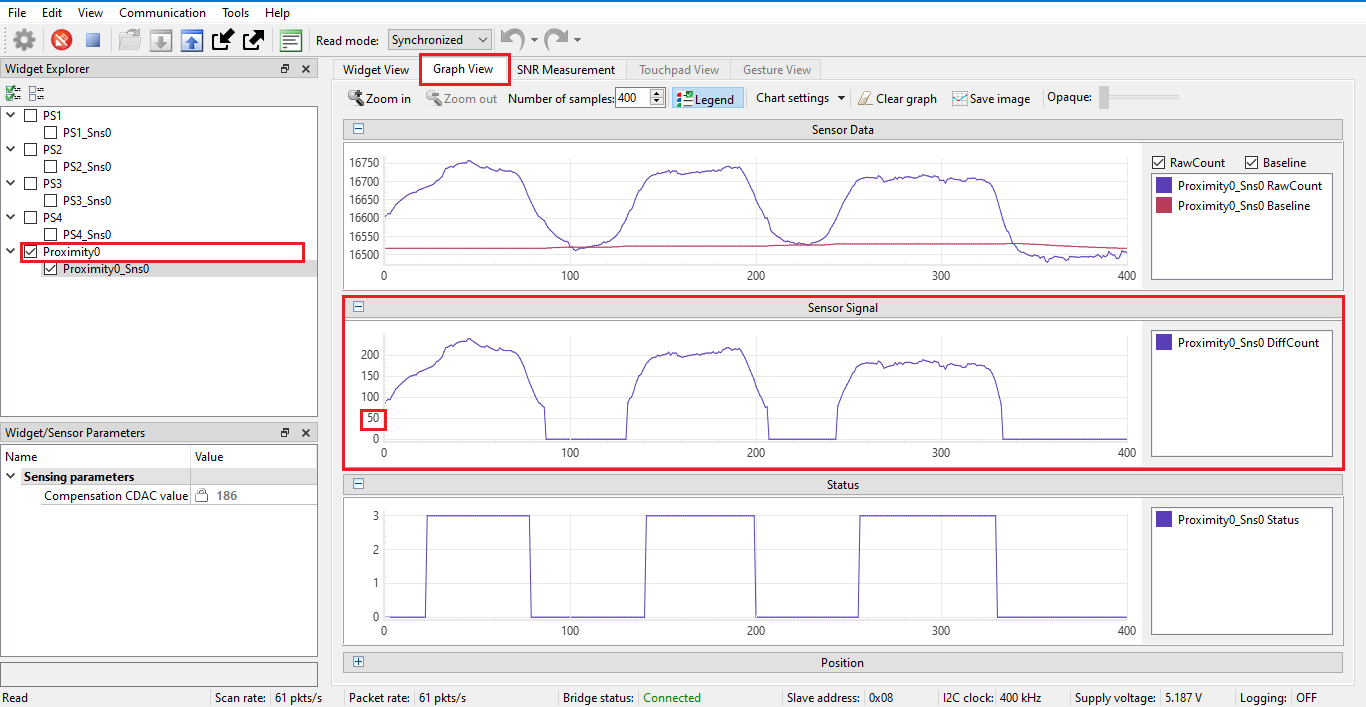 File Edit View Communication Tools Help
Read mode: Synchronized
Widget Explorer
PS1
PS1_Sns0
PS2
PS2_Sns0
PS3
PS3_Sns0
PS4
PS4_Sns0
Proximity0
Proximity0_Sns0
Widget/Sensor Parameters
Name Value
Sensing parameters
Compensation CDAC value 186
Widget View Graph View SNR Measurement Touchpad View Gesture View
Zoom in Zoom out Number of samples: 400 Legend Chart settings Clear graph Save image Opaque:
Sensor Data
16750
16700
16650
16600
16550
16500
0 100 200 300 400
RawCount Baseline
Proximity0_Sns0 RawCount
Proximity0_Sns0 Baseline
Sensor Signal
200
150
100
50
0
0 100 200 300 400
Proximity0_Sns0 DiffCount
Status
3
2
1
0
0 100 200 300 400
Proximity0_Sns0 Status
Position
Read Scan rate: 61 pkts/s Packet rate: 61 pkts/s Bridge status: Connected Slave address: 0x08 I2C clock: 400 kHz Supply voltage: 5.187 V Logging: OFF